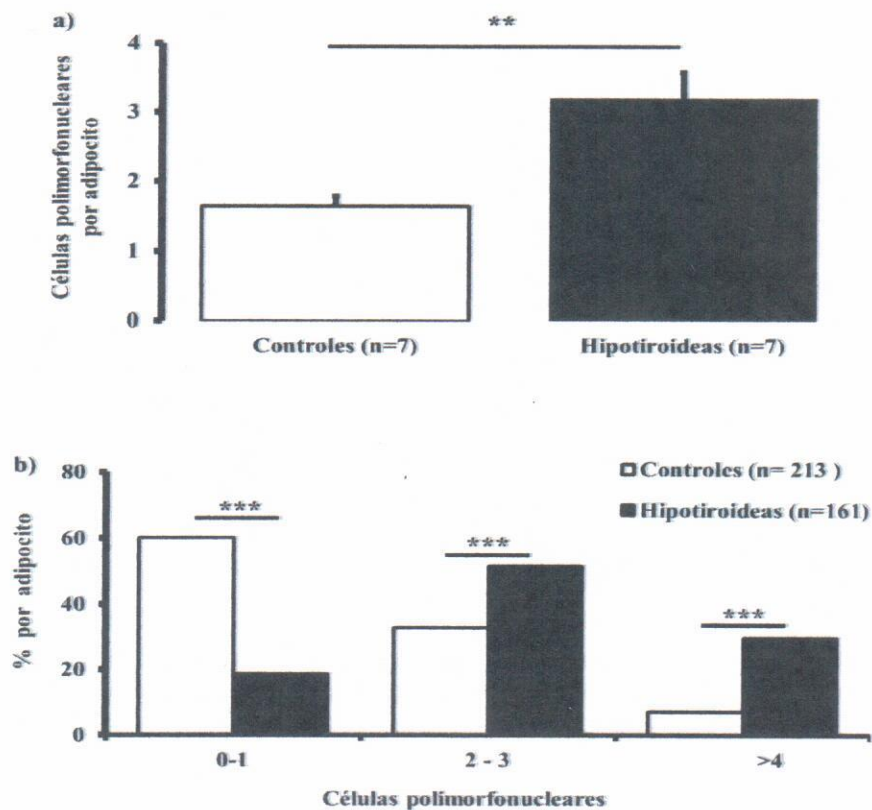 a)
**
4
3
2
1
0
Células polimorfonucleares
por adipocito
Controles (n=7)
Hipotiroideas (n=7)
b)
80
60
40
20
0
% por adipocito
Controles (n= 213 )
Hipotiroideas (n=161)
***
***
***
0-1
2 - 3
>4
Células polimorfonucleares